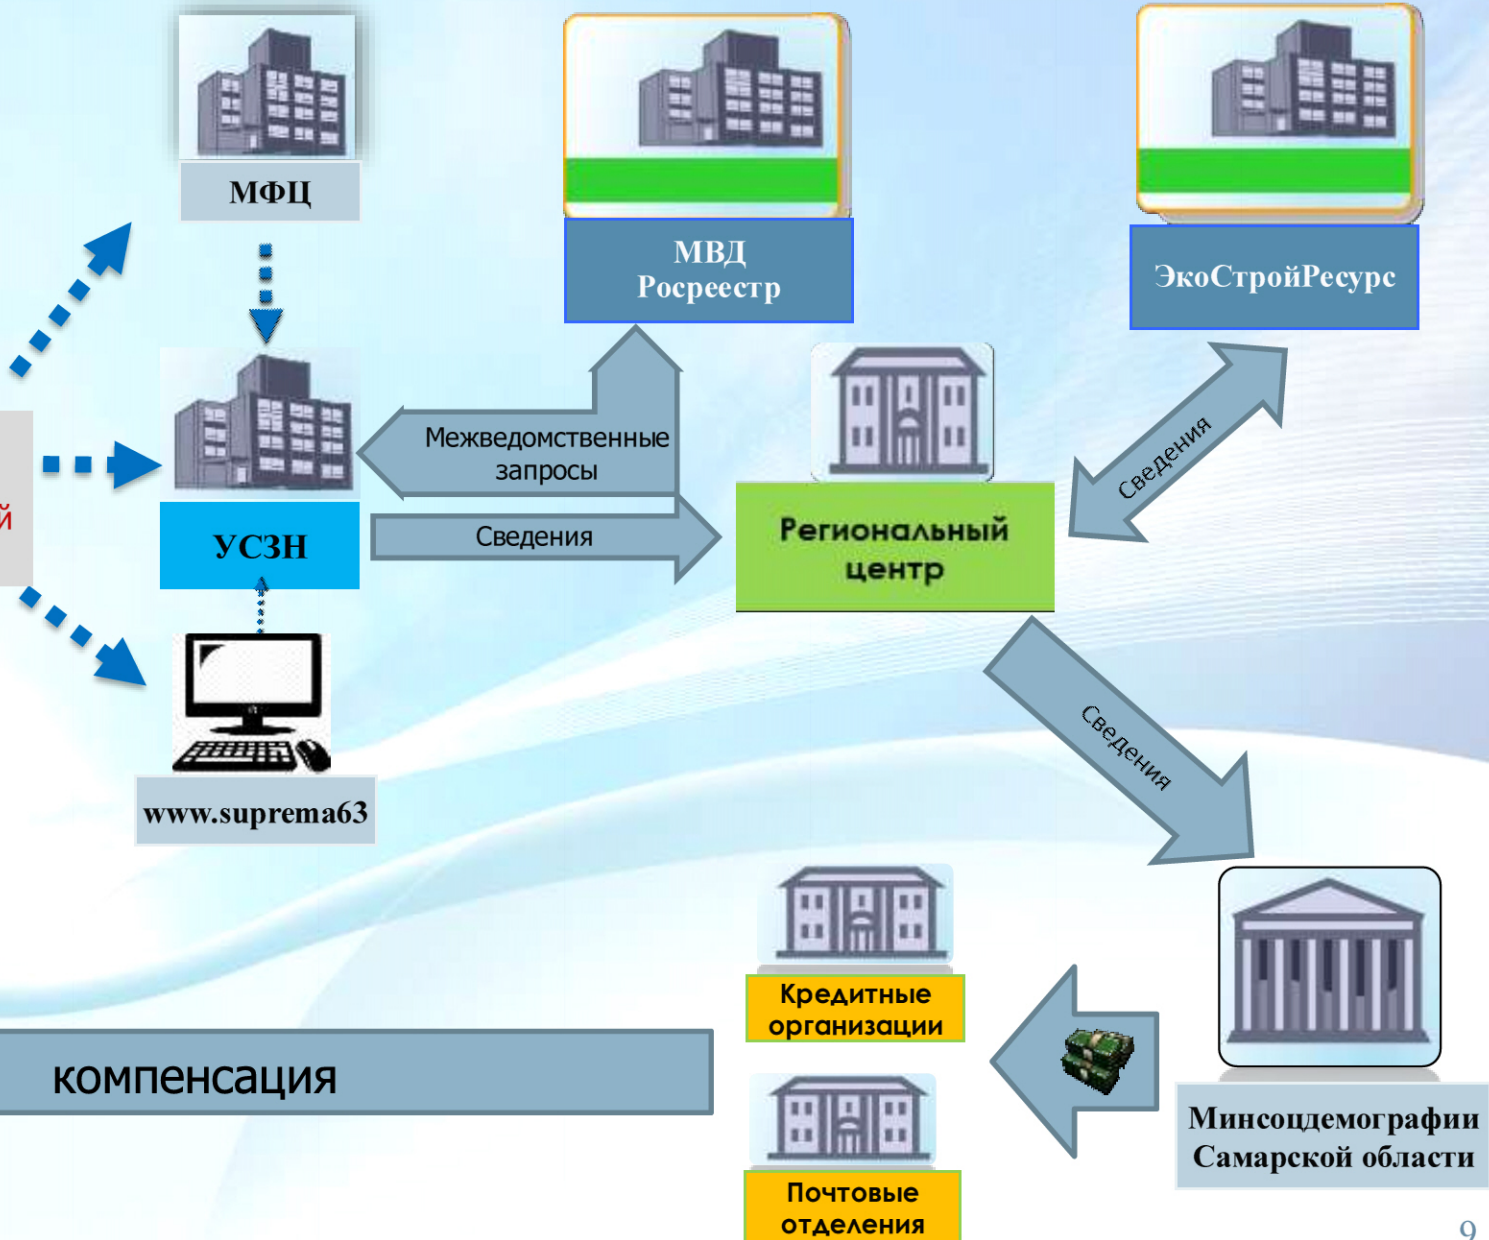 МФЦ
МВД
Росреестр
ЭкоСтройРесурс
Межведомственные
запросы
Сведения
й
УСЗН
Сведения
Региональный
центр
www.suprema63
Сведения
Кредитные
организации
компенсация
Минсоцдемографии
Самарской области
Почтовые
отделения
9